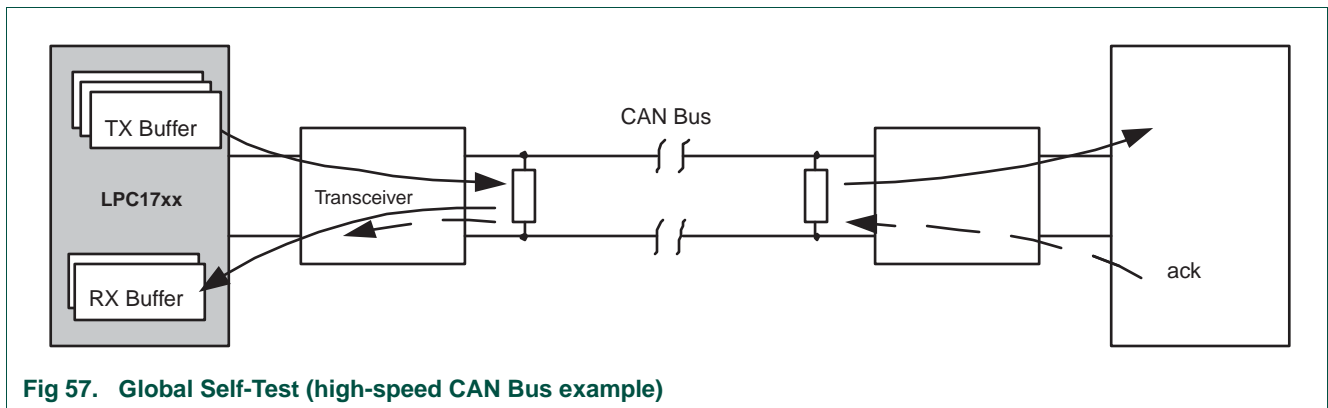 CAN Bus
TX Buffer
LPC17xx
Transceiver
RX Buffer
ack
Fig 57. Global Self-Test (high-speed CAN Bus example)